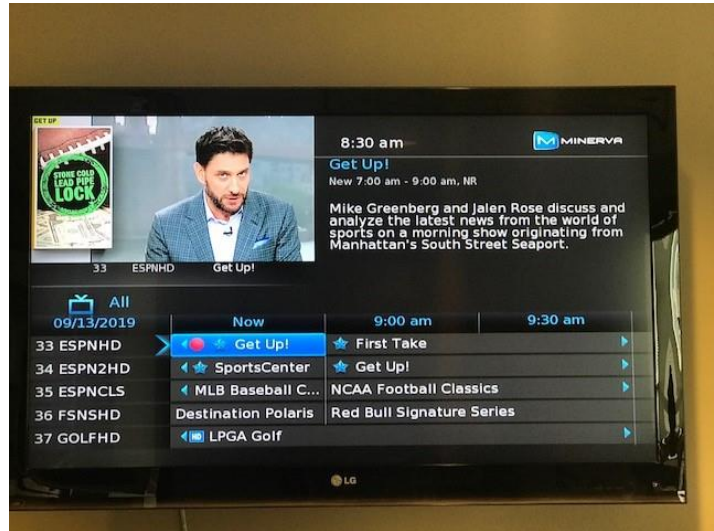 GET UP
STONE COLD
LEAD PIPE
LOCK
33 ESPNHD Get Up!
8:30 am
MINERVA
Get Up!
New 7:00 am - 9:00 am, NR
Mike Greenberg and Jalen Rose discuss and
analyze the latest news from the world of
sports on a morning show originating from
Manhattan's South Street Seaport.
All
09/13/2019 Now 9:00 am 9:30 am
33 ESPNHD Get Up! First Take
34 ESPN2HD SportsCenter Get Up!
35 ESPNCLS MLB Baseball C... NCAA Football Classics
36 FSNSHD Destination Polaris Red Bull Signature Series
37 GOLFHD HD LPGA Golf
LG